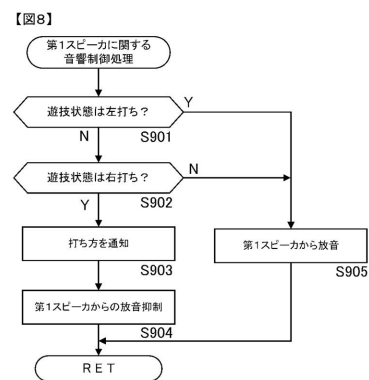 【図8】
第1スピーカに関する
音響制御処理
遊技状態は左打ち？
Y
N
S901
遊技状態は右打ち？
N
Y
S902
打ち方を通知
S903
第1スピーカから放音
S905
第1スピーカからの放音抑制
S904
RET